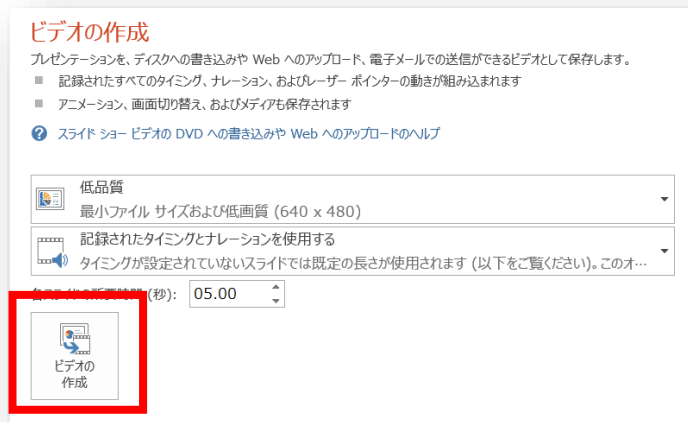 ビデオの作成
プレゼンテーションを、ディスクへの書き込みや Web へのアップロード、電子メールでの送信ができるビデオとして保存します。
記録されたすべてのタイミング、ナレーション、およびレーザー ポインターの動きが組み込まれます
アニメーション、画面切り替え、およびメディアも保存されます
スライド ショー ビデオの DVD への書き込みや Web へのアップロードのヘルプ
低品質
最小ファイル サイズおよび低画質 (640 x 480)
記録されたタイミングとナレーションを使用する
タイミングが設定されていないスライドでは既定の長さが使用されます (以下をご覧ください)。このオ…
(秒): 05.00
ビデオの
作成